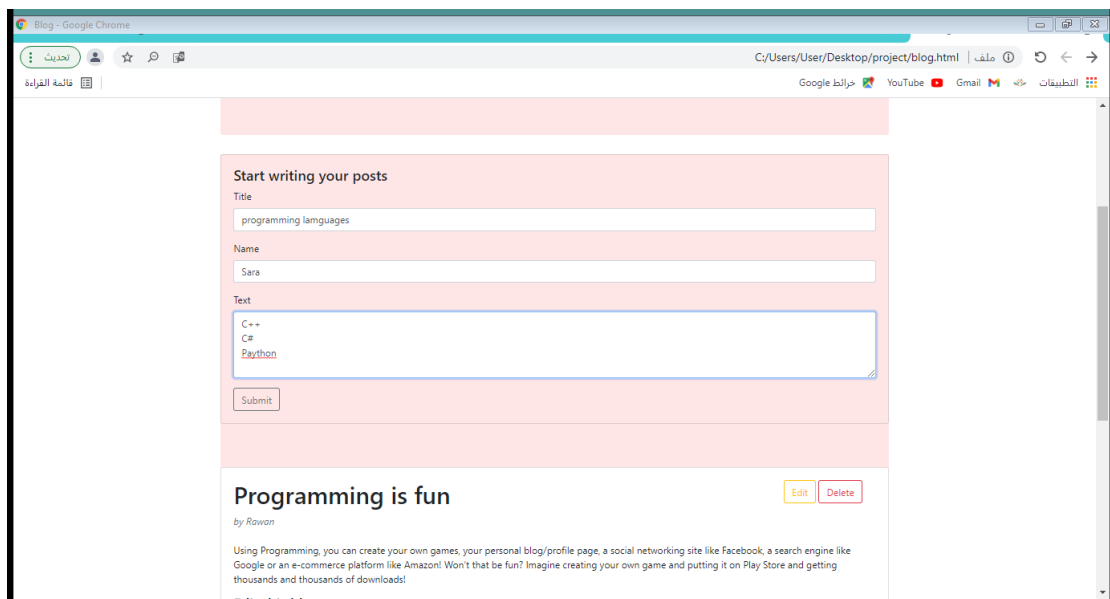 Blog - Google Chrome
تحديث
C:/Users/User/Desktop/project/blog.html | ملف
التطبيقات
Gmail
YouTube
خرائط Google
قائمة القراءة
Start writing your posts
Title
programming lamguages
Name
Sara
Text
C++
C#
Paython
Submit
Programming is fun
Edit
Delete
by Rawan
Using Programming, you can create your own games, your personal blog/profile page, a social networking site like Facebook, a search engine like
Google or an e-commerce platform like Amazon! Won't that be fun? Imagine creating your own game and putting it on Play Store and getting
thousands and thousands of downloads!